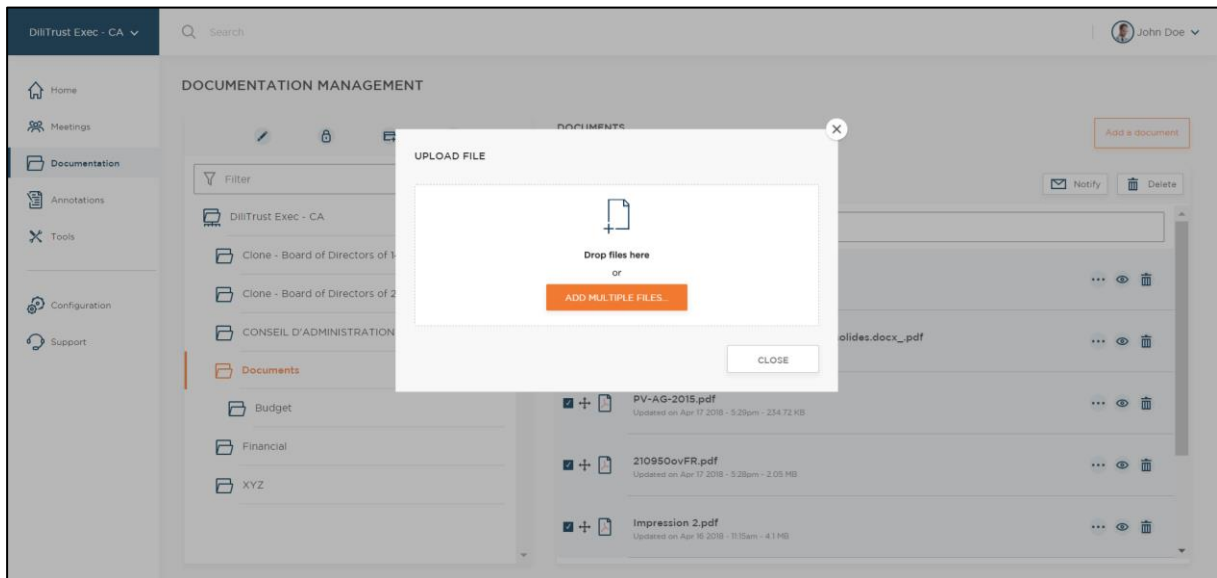 DiliTrust Exec - CA
Search
John Doe
Home
Meetings
Documentation
Annotations
Tools
Configuration
Support
DOCUMENTATION MANAGEMENT
Filter
DiliTrust Exec - CA
Clone - Board of Directors of
Clone - Board of Directors of 2
CONSEIL D'ADMINISTRATION
Documents
Budget
Financial
XYZ
DOCUMENTS
Add a document
Notify
Delete
UPLOAD FILE
Drop files here
or
ADD MULTIPLE FILES...
CLOSE
olides.docx_.pdf
PV-AG-2015.pdf
Updated on Apr 17 2018 - 5:29pm - 234.72 KB
210950ovFR.pdf
Updated on Apr 17 2018 - 5:28pm - 2.05 MB
Impression 2.pdf
Updated on Apr 16 2018 - 11:15am - 4.1 MB